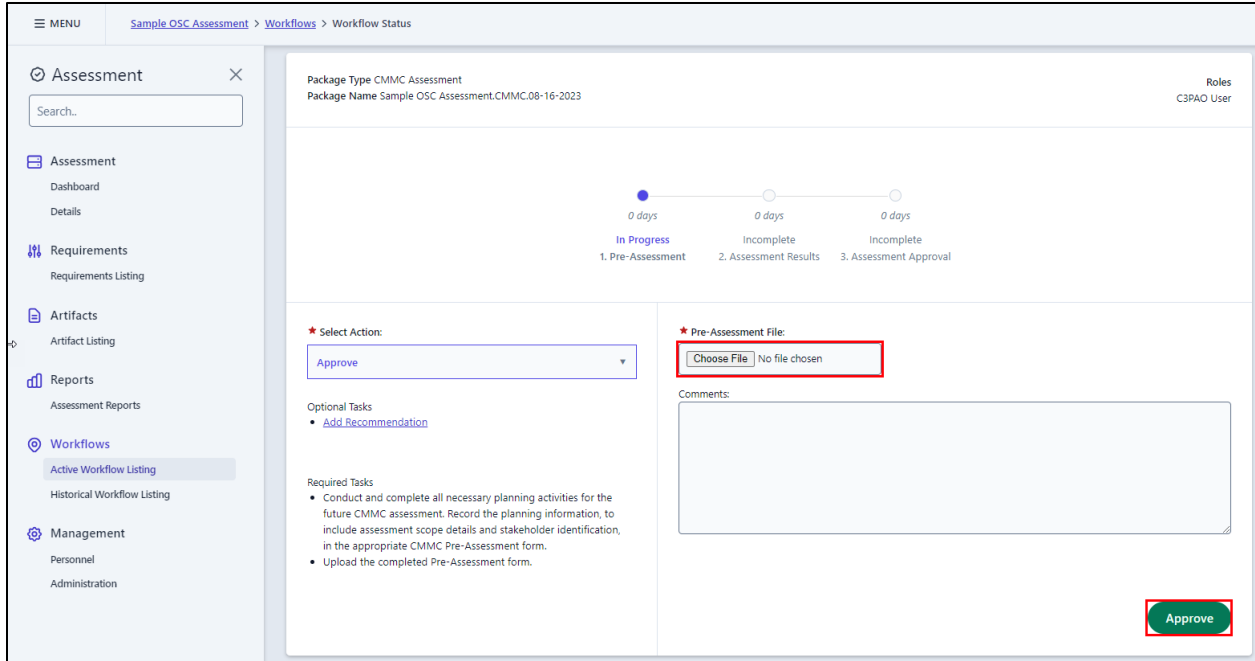 MENU
Sample OSC Assessment > Workflows > Workflow Status
Assessment
Search..
Assessment
Dashboard
Details
Requirements
Requirements Listing
Artifacts
Artifact Listing
Reports
Assessment Reports
Workflows
Active Workflow Listing
Historical Workflow Listing
Management
Personnel
Administration
Package Type CMMC Assessment
Package Name Sample OSC Assessment.CMMC.08-16-2023
Roles
C3PAO User
0 days
0 days
0 days
In Progress
Incomplete
Incomplete
1. Pre-Assessment
2. Assessment Results
3. Assessment Approval
★ Select Action:
Approve
Optional Tasks
• Add Recommendation
Required Tasks
• Conduct and complete all necessary planning activities for the
future CMMC assessment. Record the planning information, to
include assessment scope details and stakeholder identification,
in the appropriate CMMC Pre-Assessment form.
• Upload the completed Pre-Assessment form.
★ Pre-Assessment File:
Choose File No file chosen
Comments:
Approve